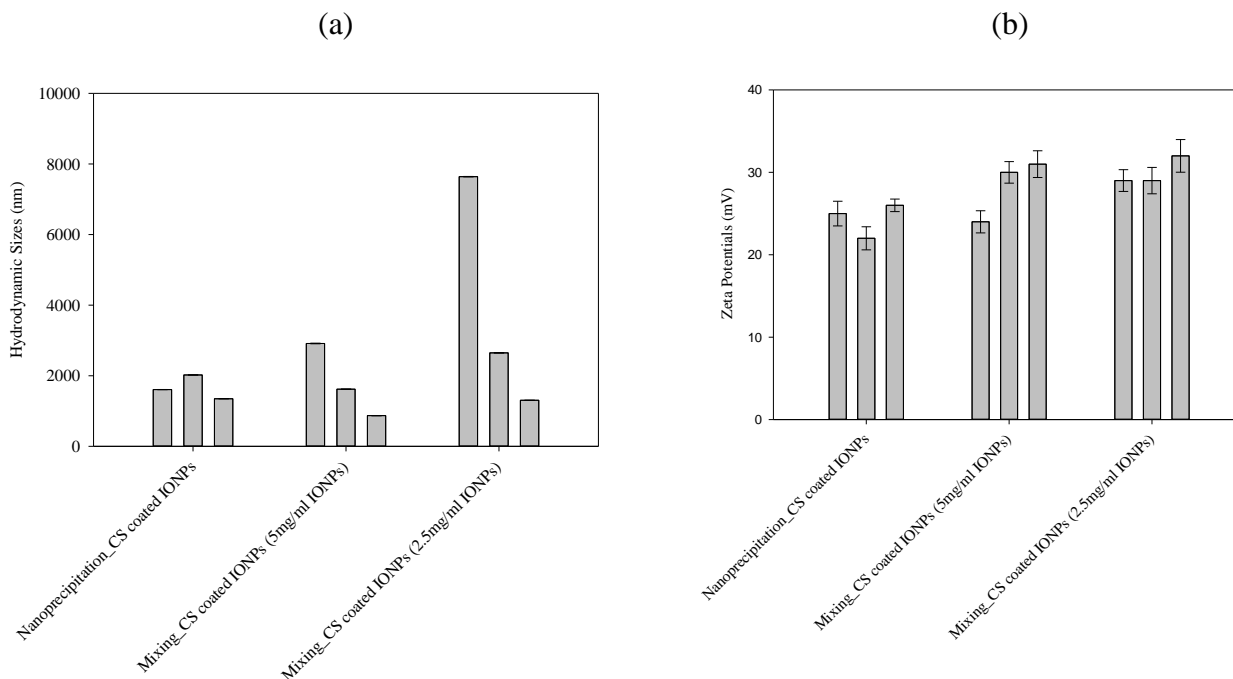 (a)
Hydrodynamic Sizes (nm)
10000
8000
6000
4000
2000
0
Nanoprecipitation_CS coated IONPs
Mixing_CS coated IONPs (5mg/ml IONPs)
Mixing_CS coated IONPs (2.5mg/ml IONPs)
(b)
Zeta Potentials (mV)
40
30
20
10
0
Nanoprecipitation_CS coated IONPs
Mixing_CS coated IONPs (5mg/ml IONPs)
Mixing_CS coated IONPs (2.5mg/ml IONPs)